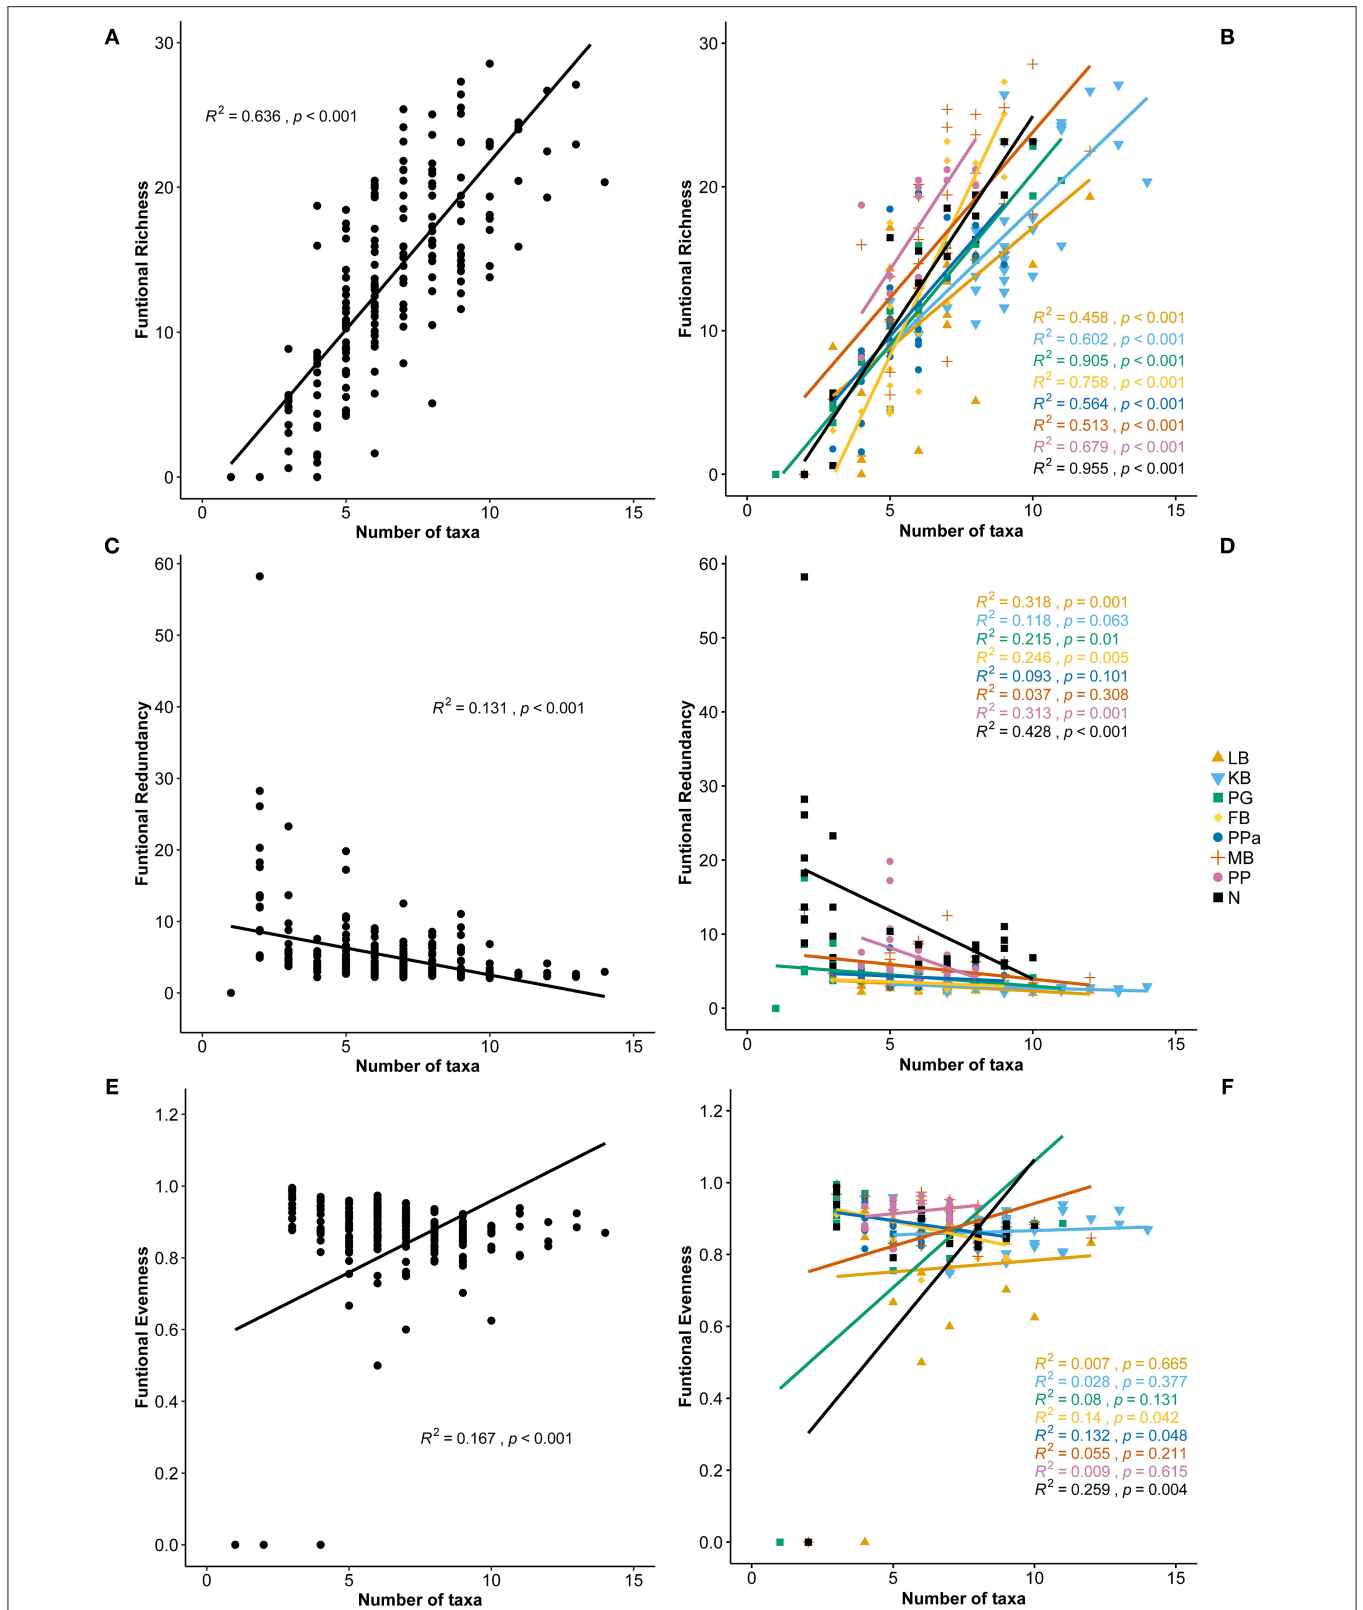 A
B
Funtional Richness
30
20
10
0
R² = 0.636 , p < 0.001
0 5 10 15
Number of taxa
Funtional Richness
30
20
10
0
R² = 0.458 , p < 0.001
R² = 0.602 , p < 0.001
R² = 0.905 , p < 0.001
R² = 0.758 , p < 0.001
R² = 0.564 , p < 0.001
R² = 0.513 , p < 0.001
R² = 0.679 , p < 0.001
R² = 0.955 , p < 0.001
0 5 10 15
Number of taxa
C
D
Funtional Redundancy
60
50
40
30
20
10
0
R² = 0.131 , p < 0.001
0 5 10 15
Number of taxa
Funtional Redundancy
60
50
40
30
20
10
0
R² = 0.318 , p = 0.001
R² = 0.118 , p = 0.063
R² = 0.215 , p = 0.01
R² = 0.246 , p = 0.005
R² = 0.093 , p = 0.101
R² = 0.037 , p = 0.308
R² = 0.313 , p = 0.001
R² = 0.428 , p < 0.001
0 5 10 15
Number of taxa
LB
KB
PG
FB
PPa
MB
PP
N
E
F
Funtional Evenness
1.2
1.0
0.8
0.6
0.4
0.2
0.0
R² = 0.167 , p < 0.001
0 5 10 15
Number of taxa
Funtional Evenness
1.2
1.0
0.8
0.6
0.4
0.2
0.0
R² = 0.007 , p = 0.665
R² = 0.028 , p = 0.377
R² = 0.08 , p = 0.131
R² = 0.14 , p = 0.042
R² = 0.132 , p = 0.048
R² = 0.055 , p = 0.211
R² = 0.009 , p = 0.615
R² = 0.259 , p = 0.004
0 5 10 15
Number of taxa